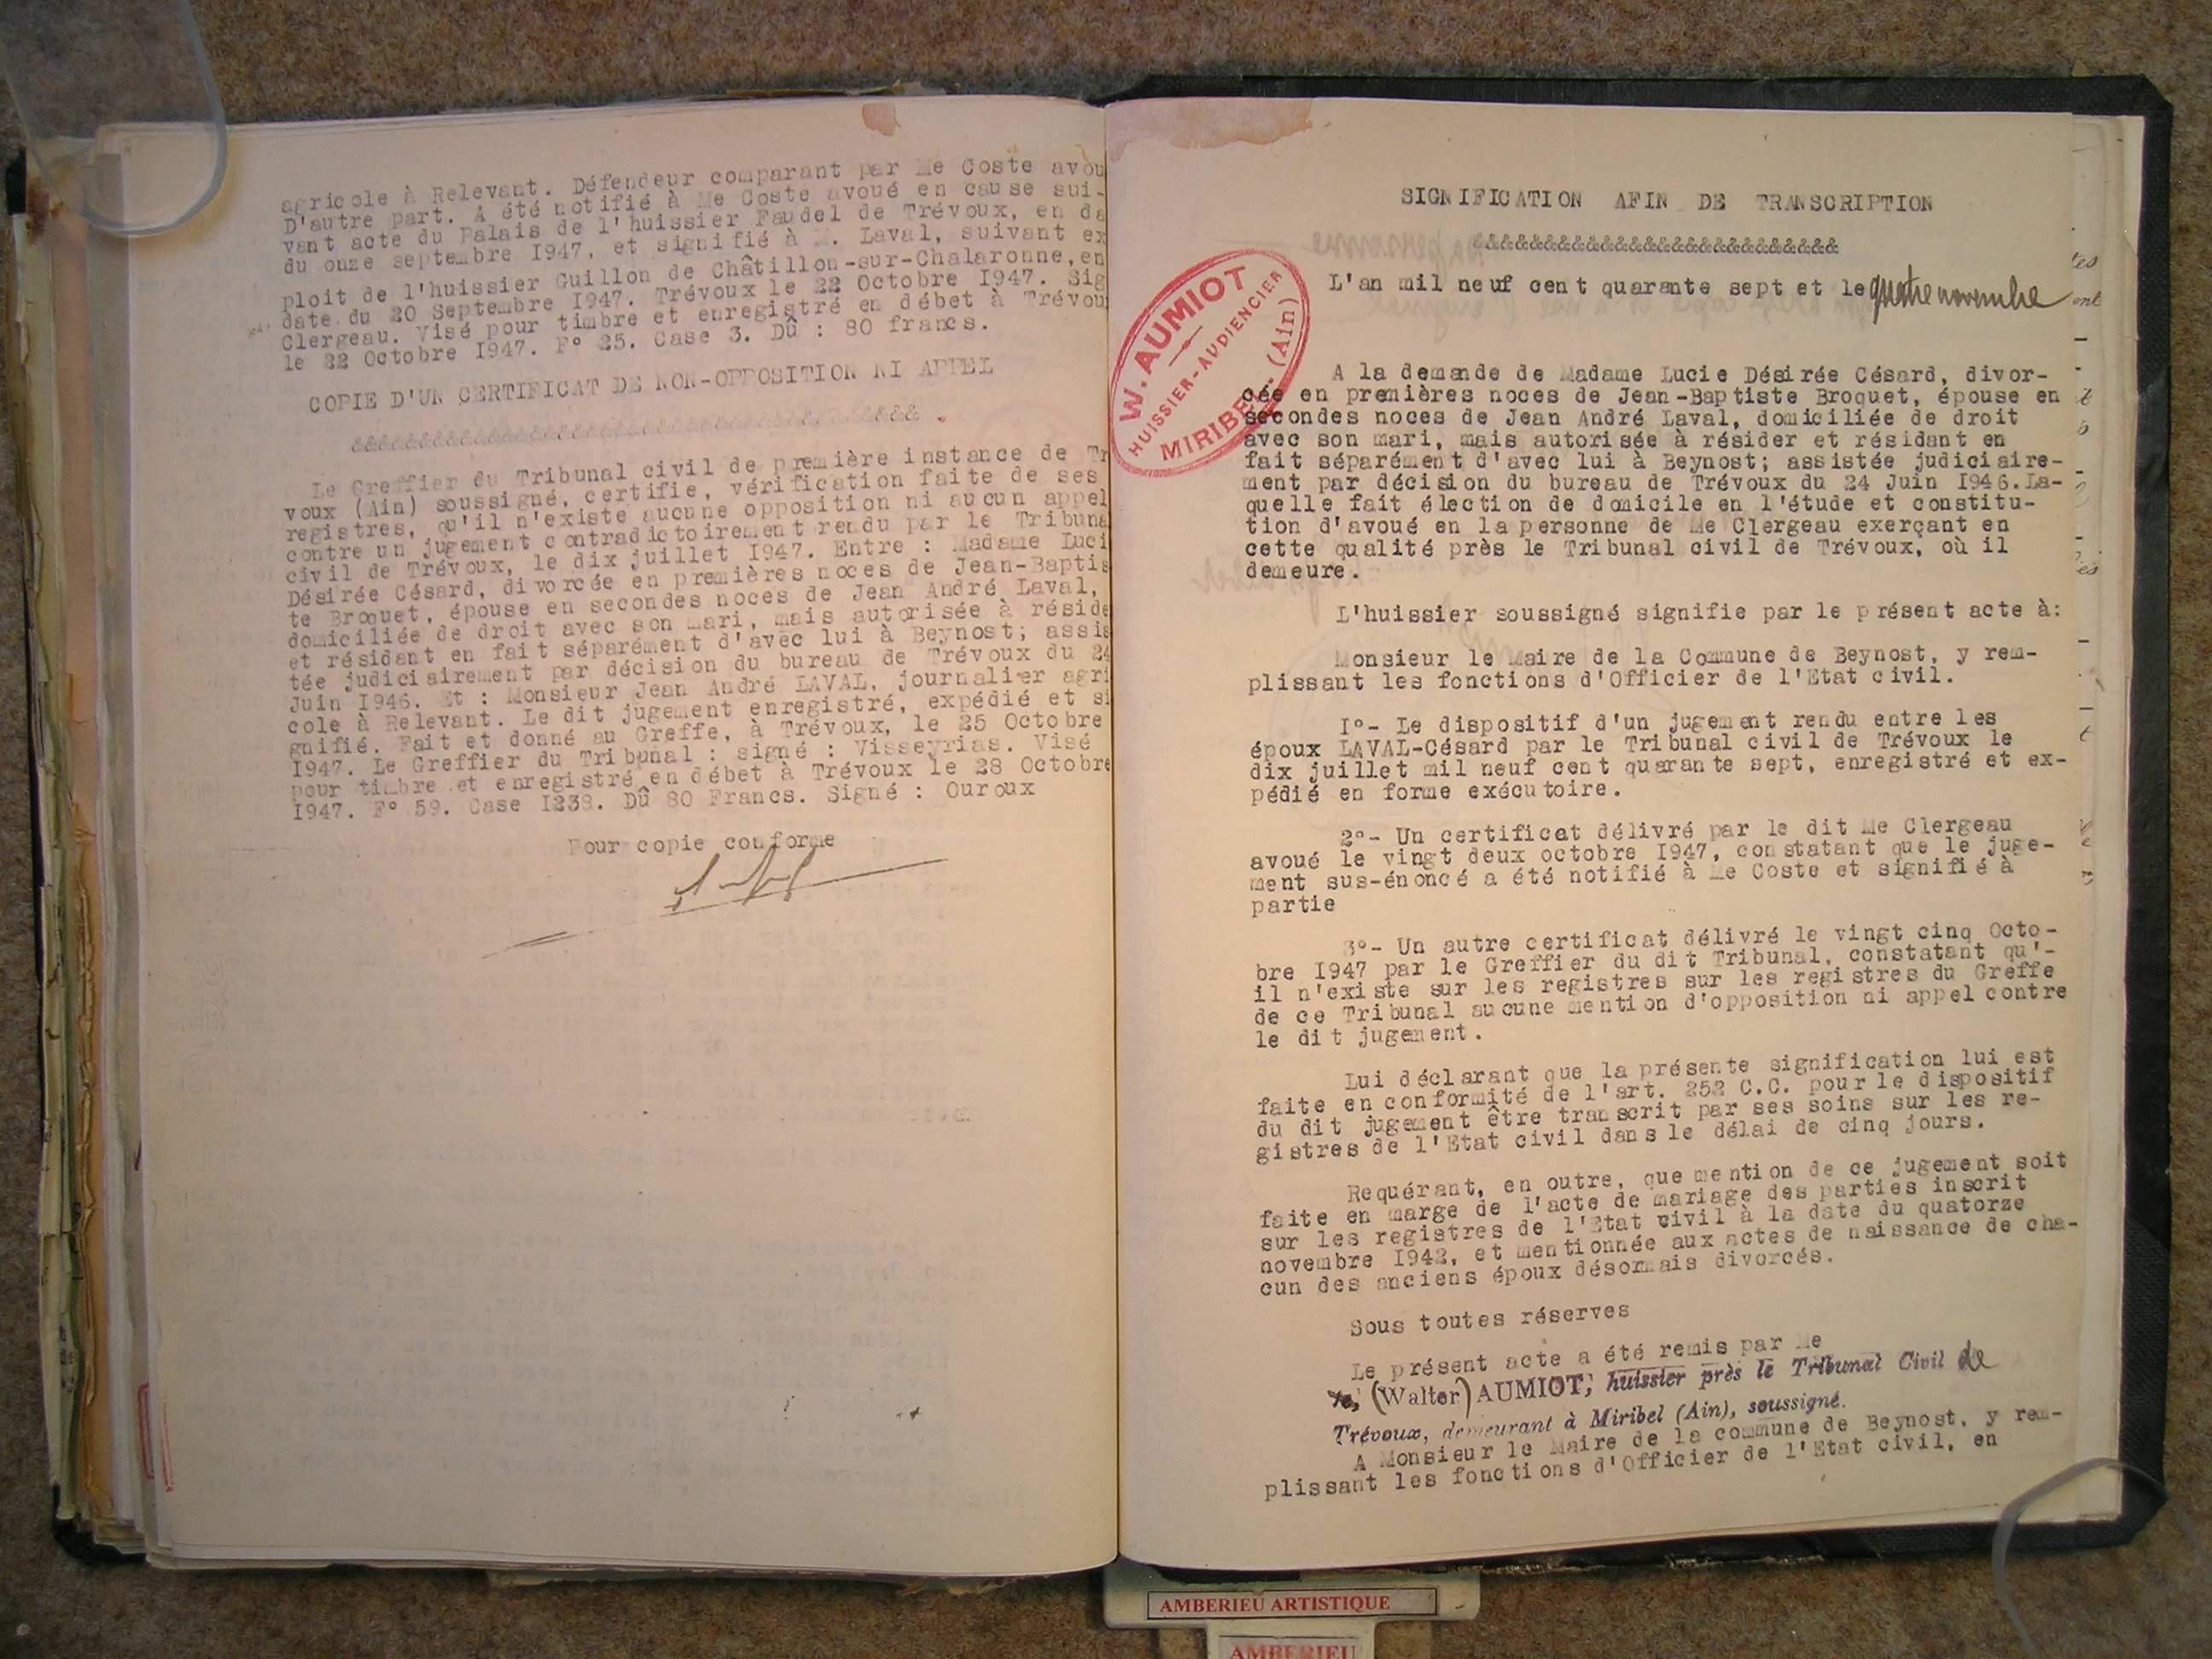 agricole à Relevant. Défendeur comparant par Me Coste avou
D'autre part. A été notifié à Me Coste avoué en cause sui-
vant acte du Palais de l'huissier Faudel de Trévoux, en da
du onze septembre 1947, et signifié à M. Laval, suivant ex
ploit de l'huissier Guillon de Châtillon-sur-Chalaronne, en
date du 20 Septembre 1947. Trévoux le 22 Octobre 1947. Sig
Clergeau. Visé pour timbre et enregistré en débet à Trévou
le 22 Octobre 1947. F° 25. Case 3. Dû : 80 francs.
COPIE D'UN CERTIFICAT DE NON-OPPOSITION NI APPEL
Le Greffier du Tribunal civil de première instance de Tr
voux (Ain) soussigné, certifie, vérification faite de ses
registres, qu'il n'existe aucune opposition ni aucun appel
contre un jugement contradictoirement rendu par le Tribuna
civil de Trévoux, le dix juillet 1947. Entre : Madame Luci
Désirée Césard, divorcée en premières noces de Jean-Baptis
te Broquet, épouse en secondes noces de Jean André Laval,
domiciliée de droit avec son mari, mais autorisée à réside
et résidant en fait séparément d'avec lui à Beynost; assis
tée judiciairement par décision du bureau de Trévoux du 24
Juin 1946. Et : Monsieur Jean André LAVAL, journalier agri
cole à Relevant. Le dit jugement enregistré, expédié et si
gnifié. Fait et donné au Greffe, à Trévoux, le 25 Octobre
1947. Le Greffier du Tribunal : signé : Visseyrias. Visé
pour timbre et enregistré en débet à Trévoux le 28 Octobre
1947. F° 59. Case 1238. Dû 80 Francs. Signé : Ouroux
Pour copie conforme
SIGNIFICATION AFIN DE TRANSCRIPTION
&&&&&&&&&&&&&&&&&&&&&&&&&&
W. AUMIOT
HUISSIER-AUDIENCIER
MIRIBEL (Ain)
L'an mil neuf cent quarante sept et le quatre novembre
A la demande de Madame Lucie Désirée Césard, divor-
cée en premières noces de Jean-Baptiste Broquet, épouse en
secondes noces de Jean André Laval, domiciliée de droit
avec son mari, mais autorisée à résider et résidant en
fait séparément d'avec lui à Beynost; assistée judiciaire-
ment par décision du bureau de Trévoux du 24 Juin 1946. La-
quelle fait élection de domicile en l'étude et constitu-
tion d'avoué en la personne de Me Clergeau exerçant en
cette qualité près le Tribunal civil de Trévoux, où il
demeure.
L'huissier soussigné signifie par le présent acte à:
Monsieur le Maire de la Commune de Beynost, y rem-
plissant les fonctions d'Officier de l'Etat civil.
1°- Le dispositif d'un jugement rendu entre les
époux LAVAL-Césard par le Tribunal civil de Trévoux le
dix juillet mil neuf cent quarante sept, enregistré et ex-
pédié en forme exécutoire.
2°- Un certificat délivré par le dit Me Clergeau
avoué le vingt deux octobre 1947, constatant que le juge-
ment sus-énoncé a été notifié à Me Coste et signifié à
partie
3°- Un autre certificat délivré le vingt cinq Octo-
bre 1947 par le Greffier du dit Tribunal, constatant qu'-
il n'existe sur les registres sur les registres du Greffe
de ce Tribunal aucune mention d'opposition ni appel contre
le dit jugement.
Lui déclarant que la présente signification lui est
faite en conformité de l'art. 252 C.C. pour le dispositif
du dit jugement être transcrit par ses soins sur les re-
gistres de l'Etat civil dans le délai de cinq jours.
Requérant, en outre, que mention de ce jugement soit
faite en marge de l'acte de mariage des parties inscrit
sur les registres de l'Etat civil à la date du quatorze
novembre 1942, et mentionnée aux actes de naissance de cha-
cun des anciens époux désormais divorcés.
Sous toutes réserves
Le présent acte a été remis par Me
(Walter) AUMIOT, huissier près le Tribunal Civil de
Trévoux, demeurant à Miribel (Ain), soussigné.
A Monsieur le Maire de la commune de Beynost, y rem-
plissant les fonctions d'Officier de l'Etat civil, en
AMBERIEU ARTISTIQUE
AMBERIEU